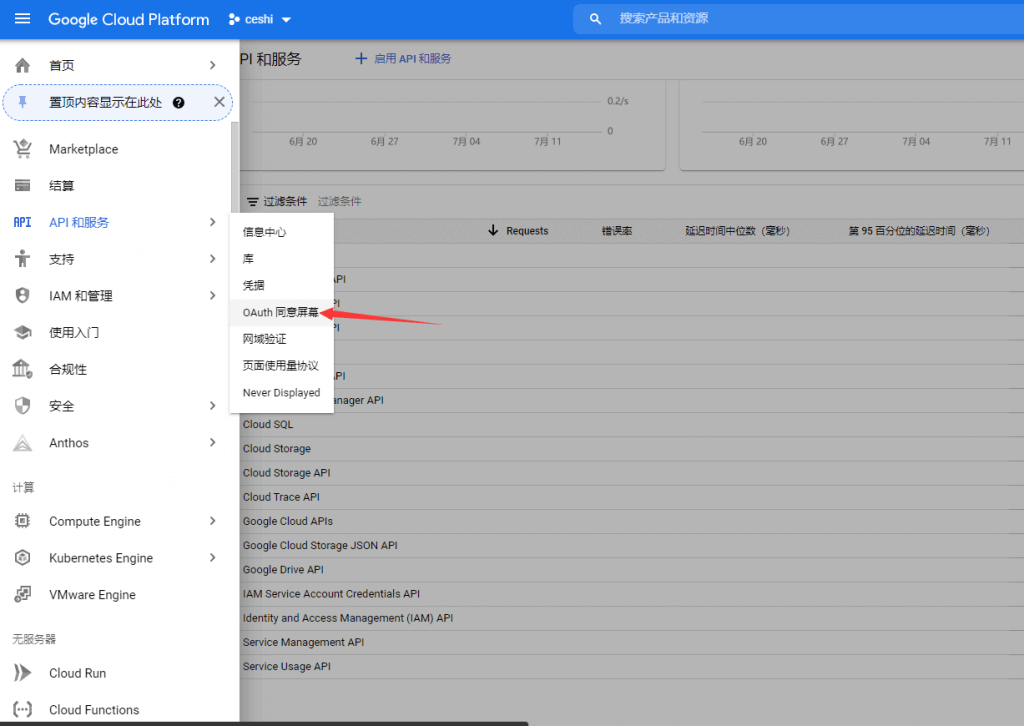 Google Cloud Platform
ceshi
搜索产品和资源
首页
置顶内容显示在此处
Marketplace
结算
API API 和服务
支持
IAM 和管理
使用入门
合规性
安全
Anthos
计算
Compute Engine
Kubernetes Engine
VMware Engine
无服务器
Cloud Run
Cloud Functions
信息中心
库
凭据
OAuth 同意屏幕
网域验证
页面使用量协议
Never Displayed
PI 和服务
启用 API 和服务
0.2/s
0
6月 20 6月 27 7月 04 7月 11
6月 20 6月 27 7月 04 7月 11
过滤条件 过滤条件
Requests 错误率 延迟时间中位数（毫秒） 第 95 百分位的延迟时间（毫秒）
API
PI
PI
API
anager API
Cloud SQL
Cloud Storage
Cloud Storage API
Cloud Trace API
Google Cloud APIs
Google Cloud Storage JSON API
Google Drive API
IAM Service Account Credentials API
Identity and Access Management (IAM) API
Service Management API
Service Usage API